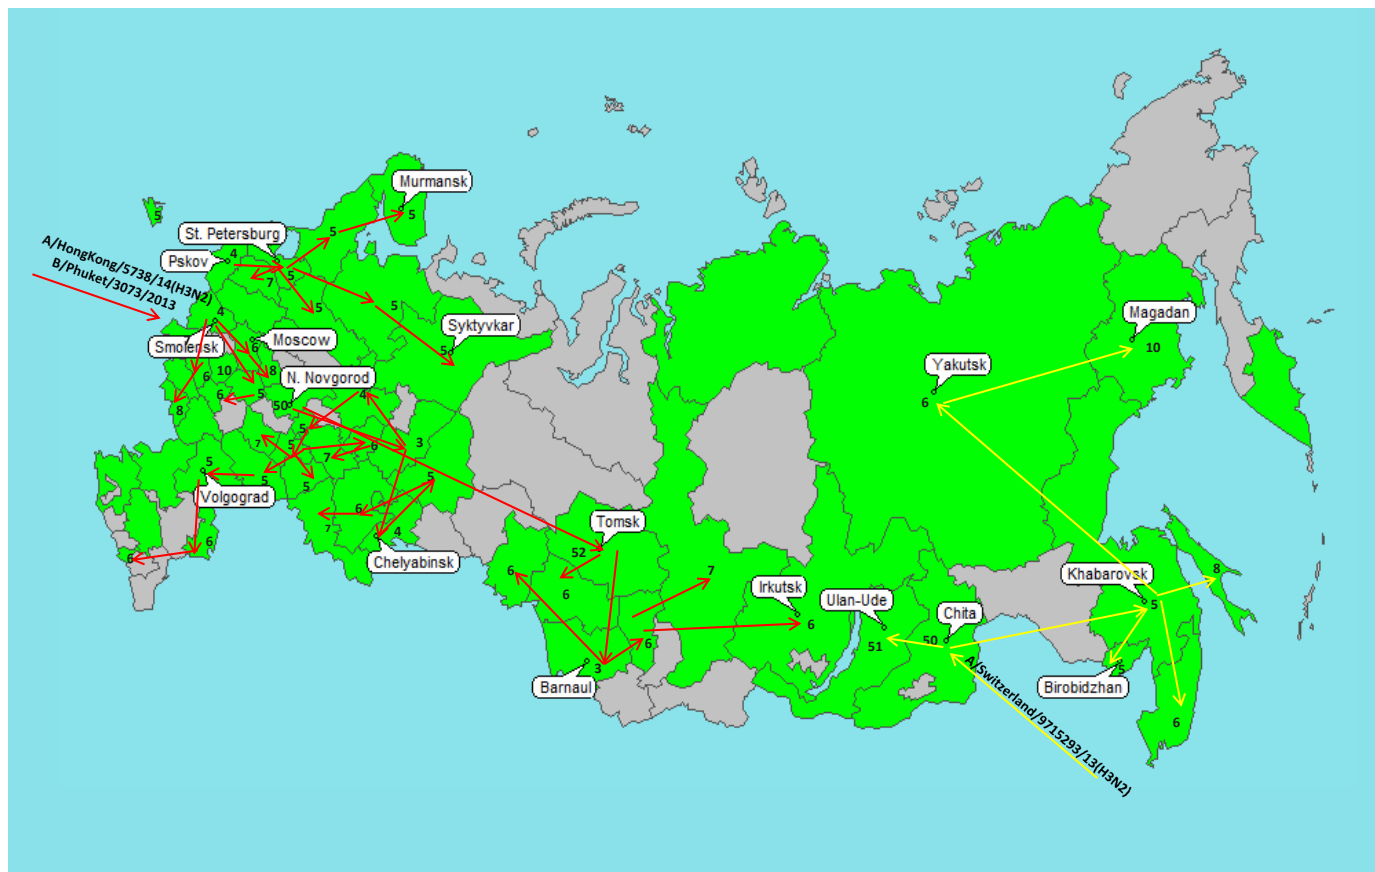 Murmansk
5
5
St. Petersburg
5
4
Pskov
5
7
A/HongKong/5738/14(H3N2)
B/Phuket/3073/2013
5
5
4
Syktyvkar
5
Smolensk
Moscow
6
10
8
6
N. Novgorod
8
6
5
50
4
5
3
7
5
6
7
5
5
5
5
Volgograd
6
7
4
6
6
Chelyabinsk
Tomsk
52
6
6
7
6
3
Barnaul
Irkutsk
6
Ulan-Ude
51
Chita
50
A/Switzerland/9715293/13(H3N2)
Magadan
10
Yakutsk
6
Khabarovsk
5
8
5
Birobidzhan
6